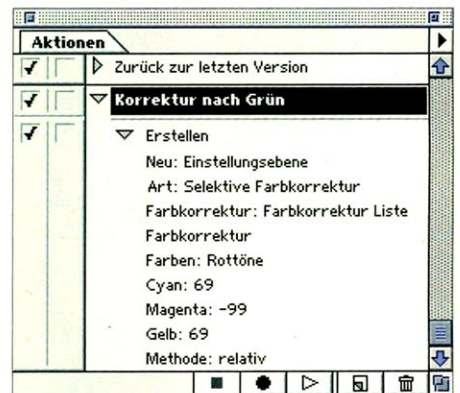 Aktionen
Zurück zur letzten Version
Korrektur nach Grün
Erstellen
Neu: Einstellungsebene
Art: Selektive Farbkorrektur
Farbkorrektur: Farbkorrektur Liste
Farbkorrektur
Farben: Rottöne
Cyan: 69
Magenta: -99
Gelb: 69
Methode: relativ